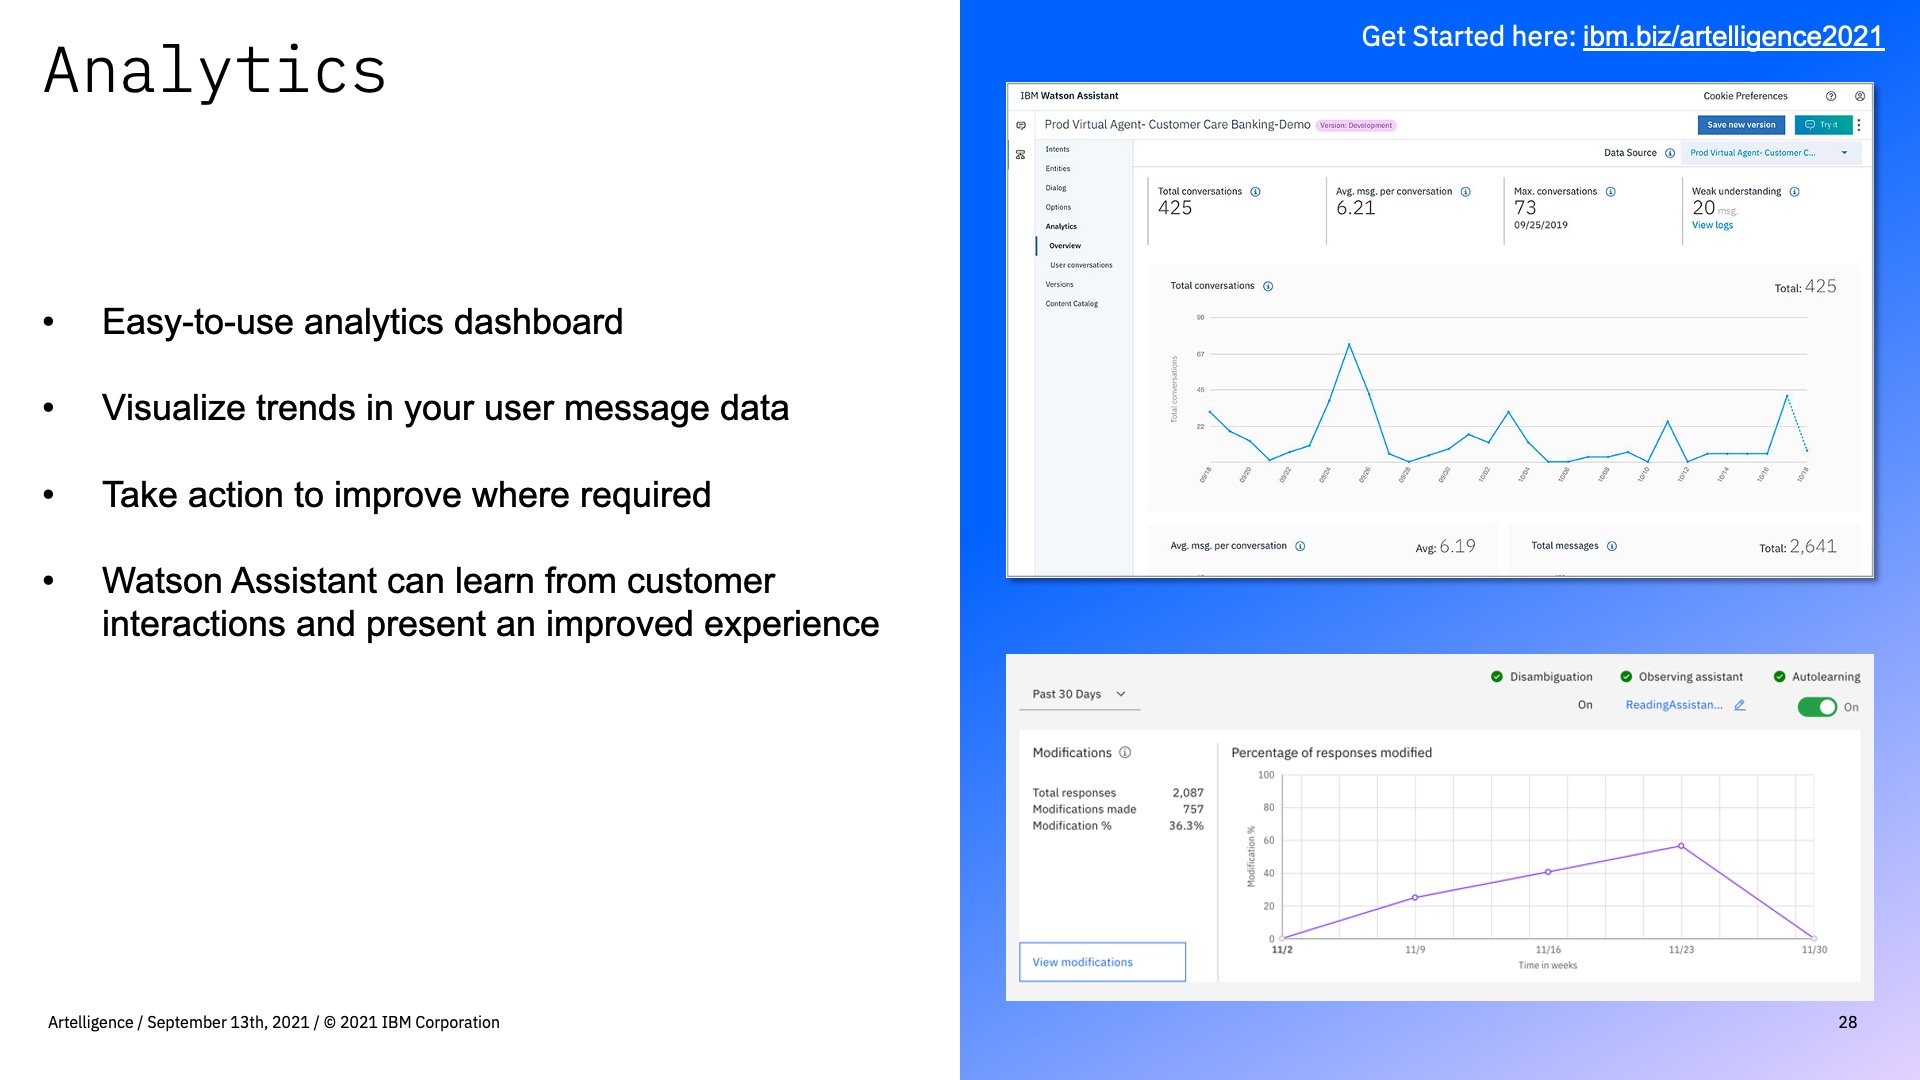 Analytics
Get Started here: ibm.biz/artelligence2021
• Easy-to-use analytics dashboard
• Visualize trends in your user message data
• Take action to improve where required
• Watson Assistant can learn from customer
interactions and present an improved experience
IBM Watson Assistant
Cookie Preferences
Prod Virtual Agent- Customer Care Banking-Demo Version: Development
Save new version
Try it
Intents
Entities
Dialog
Options
Analytics
Overview
User conversations
Versions
Content Catalog
Data Source
Prod Virtual Agent- Customer C...
Total conversations
425
Avg. msg. per conversation
6.21
Max. conversations
73
09/25/2019
Weak understanding
20 msg.
View logs
Total conversations
Total: 425
Total conversations
90
67
45
22
09/18 09/20 09/22 09/24 09/26 09/28 09/30 10/02 10/04 10/06 10/08 10/10 10/12 10/14 10/16 10/18
Avg. msg. per conversation
Avg: 6.19
Total messages
Total: 2,641
Past 30 Days
Disambiguation
On
Observing assistant
ReadingAssistan...
Autolearning
On
Modifications
Total responses 2,087
Modifications made 757
Modification % 36.3%
View modifications
Percentage of responses modified
Modification %
100
80
60
40
20
0
11/2 11/9 11/16 11/23 11/30
Time in weeks
Artelligence / September 13th, 2021 / © 2021 IBM Corporation
28